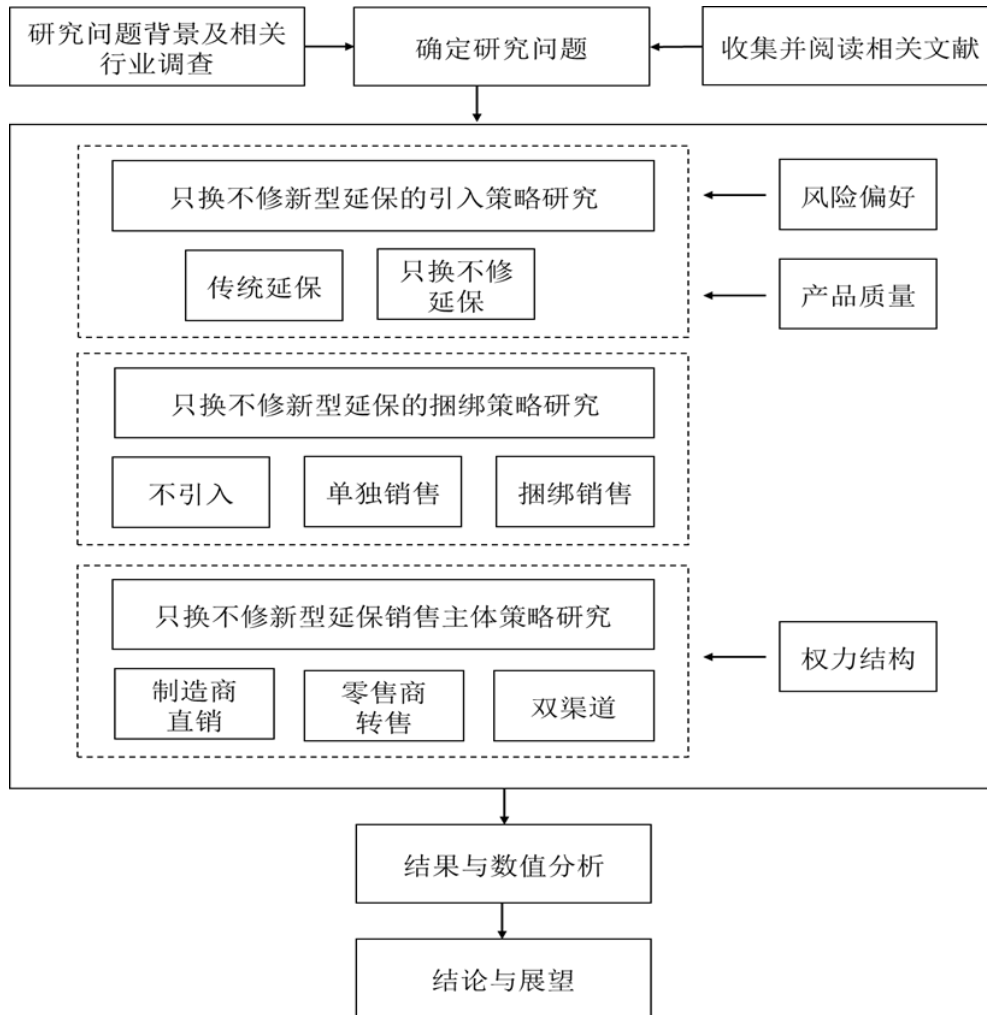 研究问题背景及相关
行业调查
确定研究问题
收集并阅读相关文献
只换不修新型延保的引入策略研究
风险偏好
传统延保
只换不修
延保
产品质量
只换不修新型延保的捆绑策略研究
不引入
单独销售
捆绑销售
只换不修新型延保销售主体策略研究
权力结构
制造商
直销
零售商
转售
双渠道
结果与数值分析
结论与展望